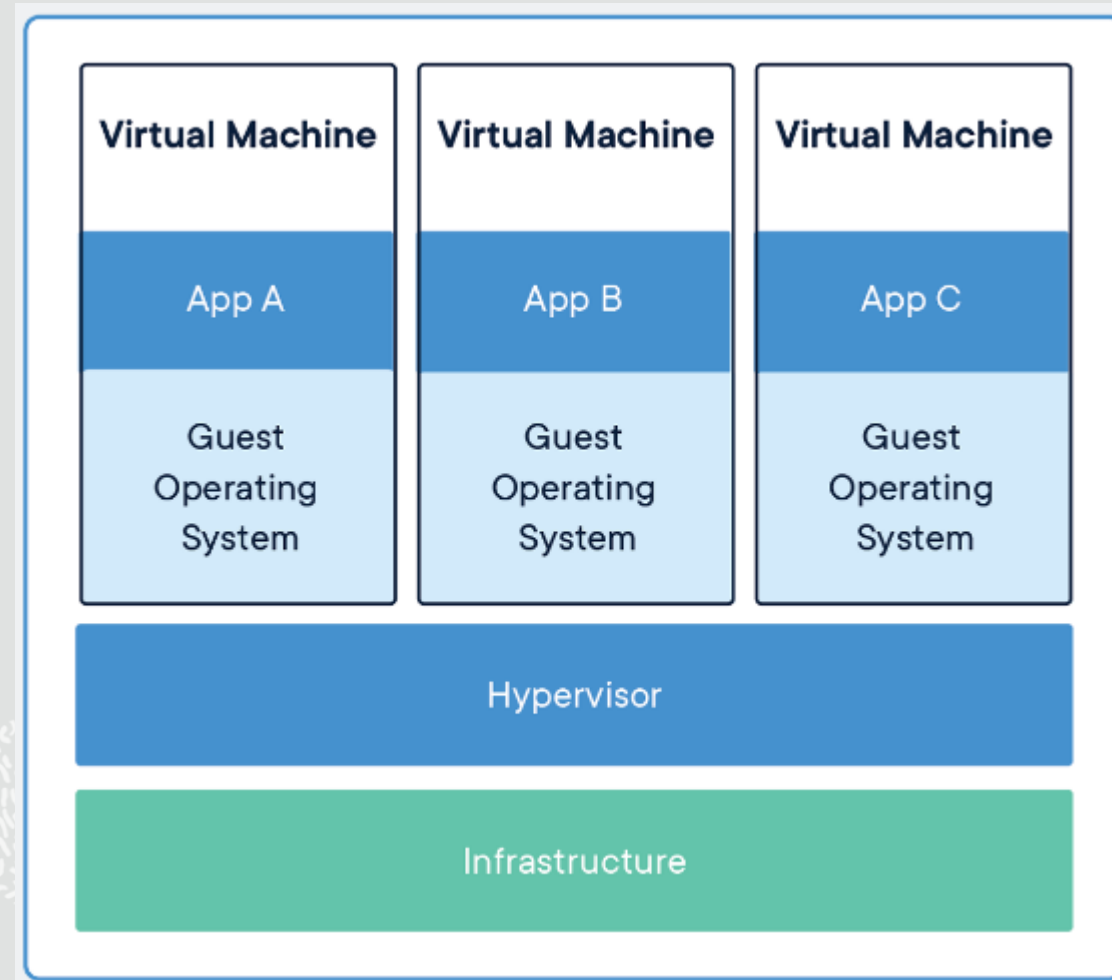 Virtual Machine
Virtual Machine
Virtual Machine
App A
App B
App C
Guest
Operating
System
Guest
Operating
System
Guest
Operating
System
Hypervisor
Infrastructure